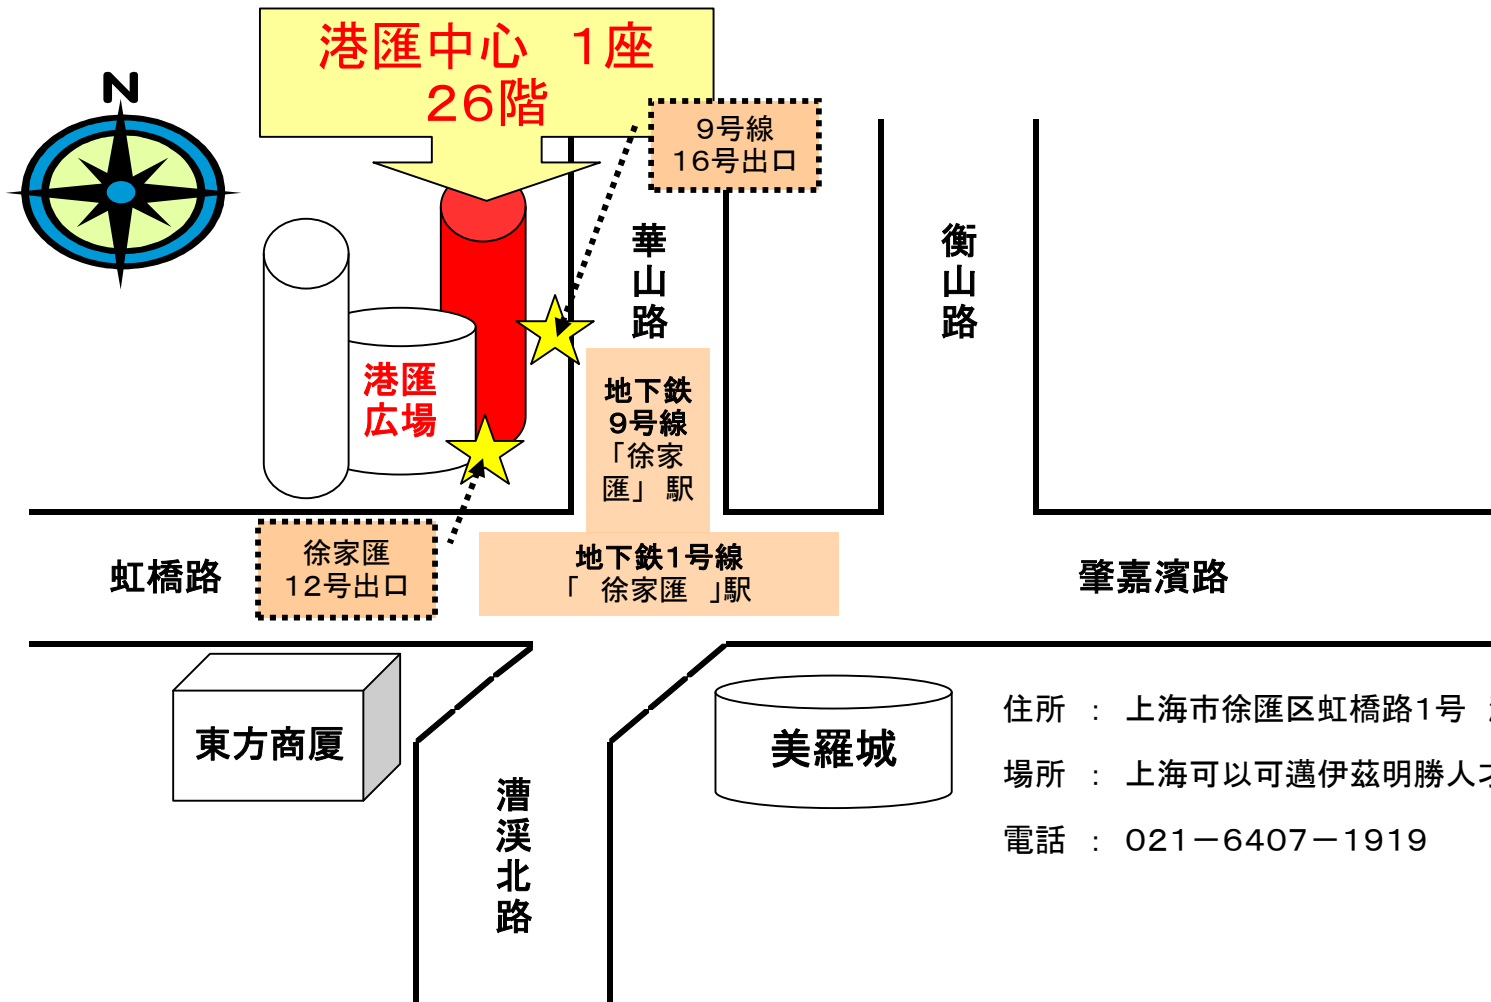 港匯中心 1座
26階
N
9号線
16号出口
華山路
衡山路
港匯
広場
地下鉄
9号線
「徐家
匯」駅
徐家匯
12号出口
地下鉄1号線
「 徐家匯 」駅
虹橋路
肇嘉濱路
東方商厦
美羅城
漕溪北路
住所 : 上海市徐匯区虹橋路1号
場所 : 上海可以可邁伊茲明勝人才
電話 : 021-6407-1919